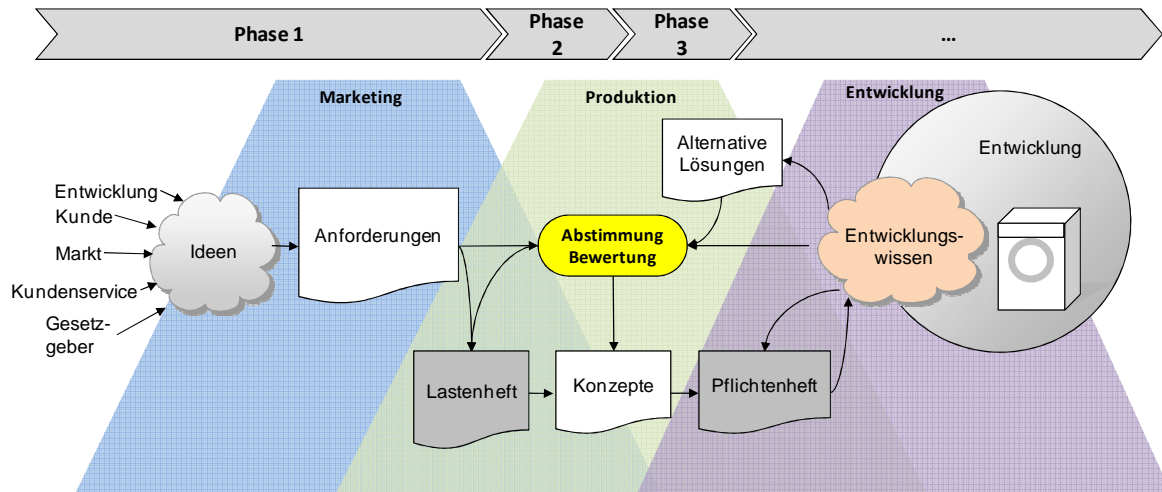 Phase 1
Phase
2
Phase
3
...
Marketing
Produktion
Entwicklung
Alternative
Lösungen
Entwicklung
Entwicklung
Kunde
Markt
Kundenservice
Gesetz-
geber
Ideen
Anforderungen
Abstimmung
Bewertung
Entwicklungs-
wissen
Lastenheft
Konzepte
Pflichtenheft